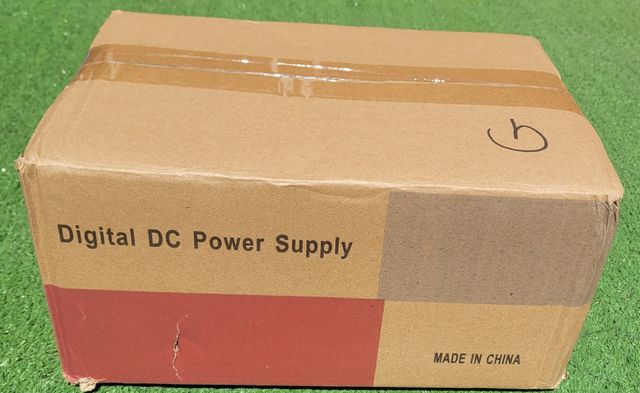 Digital DC Power Supply
MADE IN CHINA